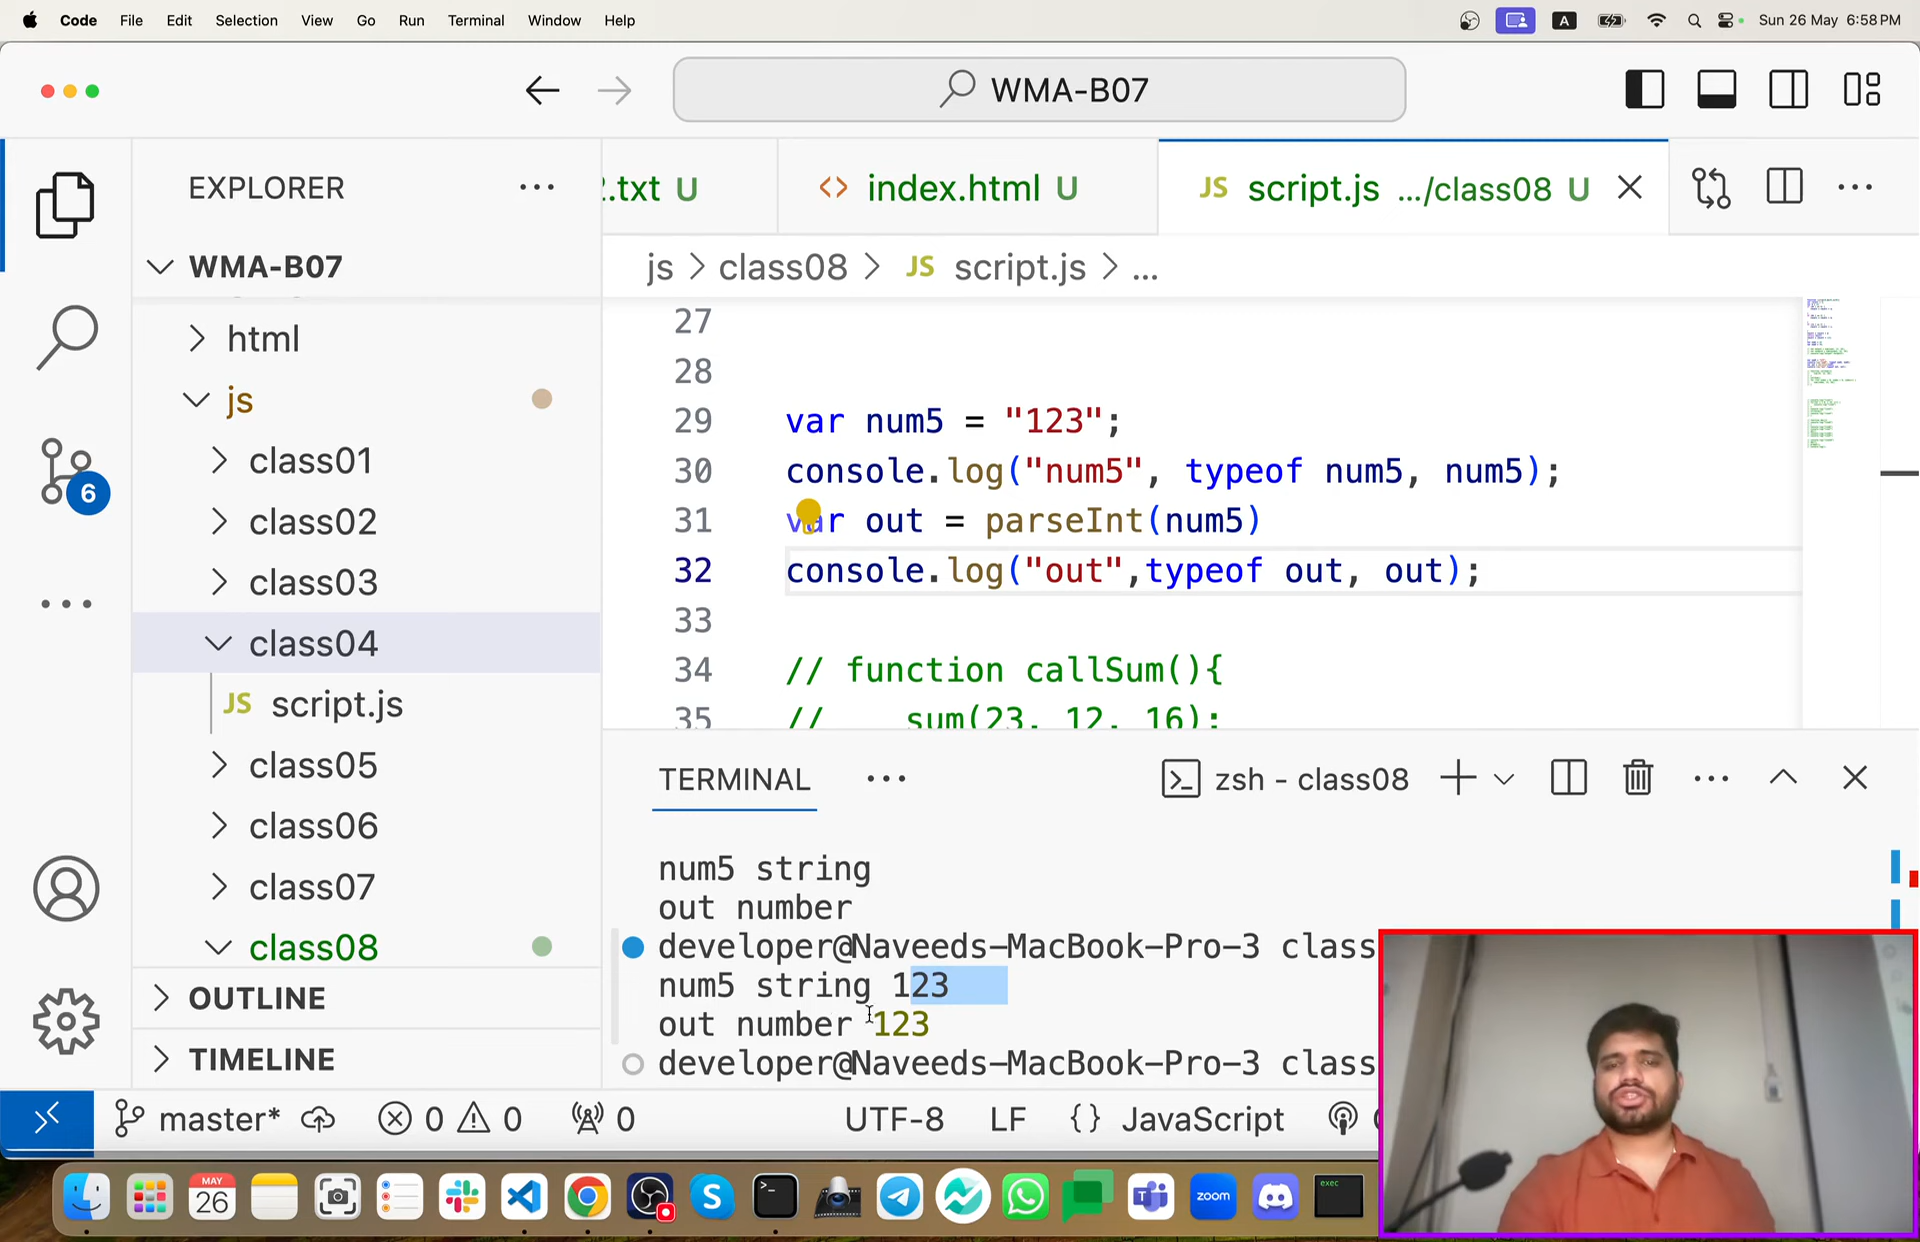 Code File Edit Selection View Go Run Terminal Window Help A Sun 26 May 6:58 PM
WMA-B07
EXPLORER
2.txt U
<> index.html U
JS script.js .../class08 U
WMA-B07
js > class08 > JS script.js > ...
html
js
class01
class02
class03
class04
JS script.js
class05
class06
class07
class08
OUTLINE
TIMELINE
6
27
28
29 var num5 = "123";
30 console.log("num5", typeof num5, num5);
31 var out = parseInt(num5)
32 console.log("out",typeof out, out);
33
34 // function callSum(){
35 // sum(23, 12, 16);
TERMINAL
zsh - class08
num5 string
out number
developer@Naveeds-MacBook-Pro-3 class
num5 string 123
out number 123
developer@Naveeds-MacBook-Pro-3 class
master* 0 0 0 UTF-8 LF {} JavaScript
MAY
26
S
zoom
exec